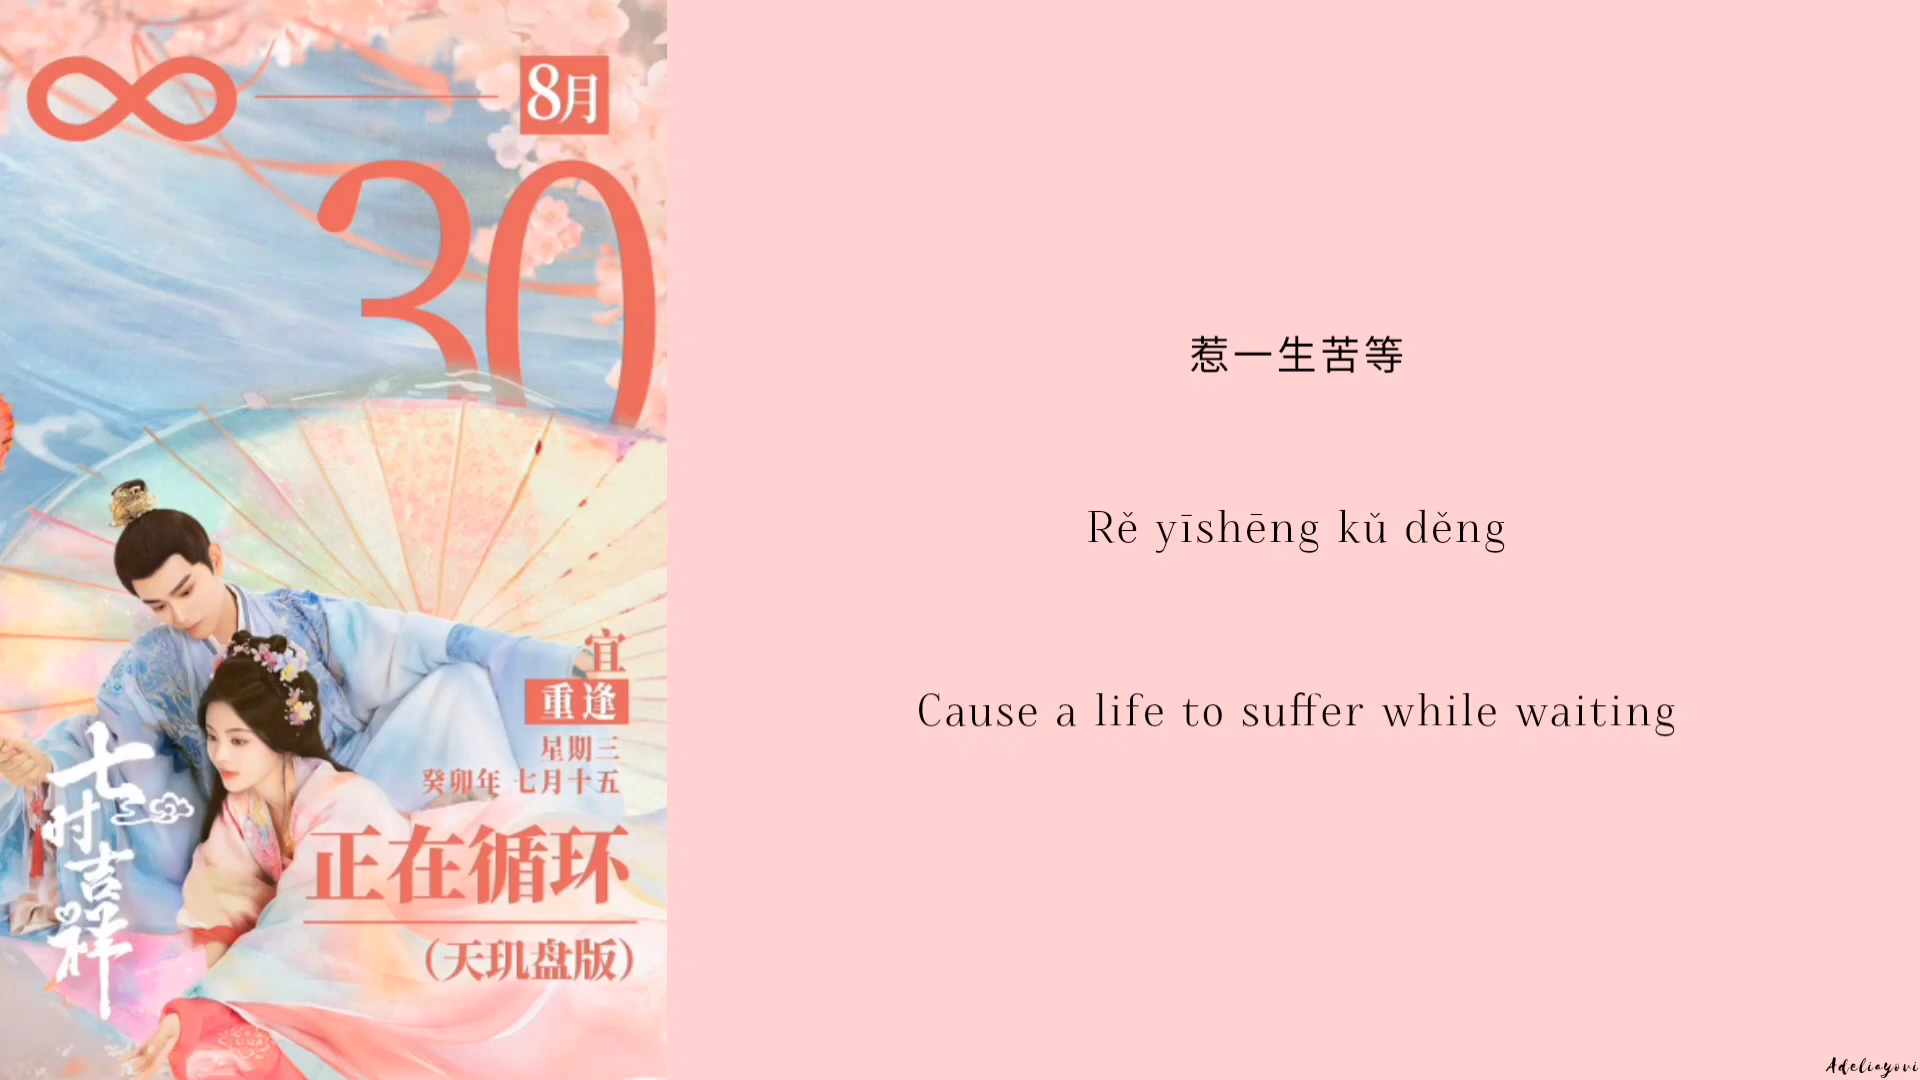 ∞
8月
30
宜
重逢
星期三
癸卯年 七月十五
七时吉祥
正在循环
（天玑盘版）
惹一生苦等
Rě yīshēng kǔ děng
Cause a life to suffer while waiting
Adeliayovi